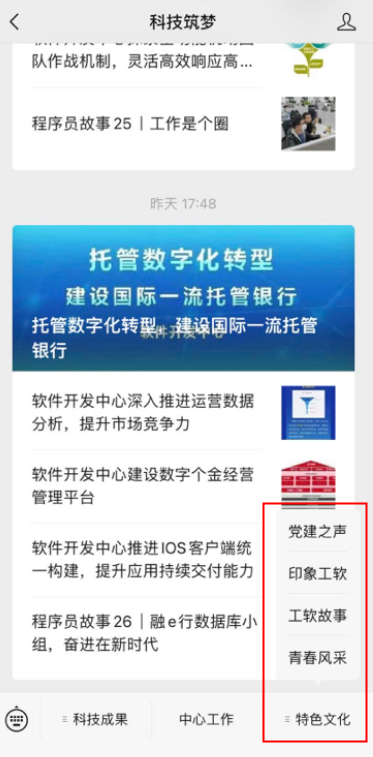 科技筑梦
队作战机制，灵活高效响应高...
程序员故事25｜工作是个圈
昨天 17:48
托管数字化转型
建设国际一流托管银行
托管数字化转型，建设国际一流托管
银行
软件开发中心
软件开发中心深入推进运营数据
分析，提升市场竞争力
软件开发中心建设数字个金经营
管理平台
软件开发中心推进IOS客户端统
一构建，提升应用持续交付能力
程序员故事26｜融e行数据库小
组，奋进在新时代
党建之声
印象工软
工软故事
青春风采
科技成果
中心工作
特色文化